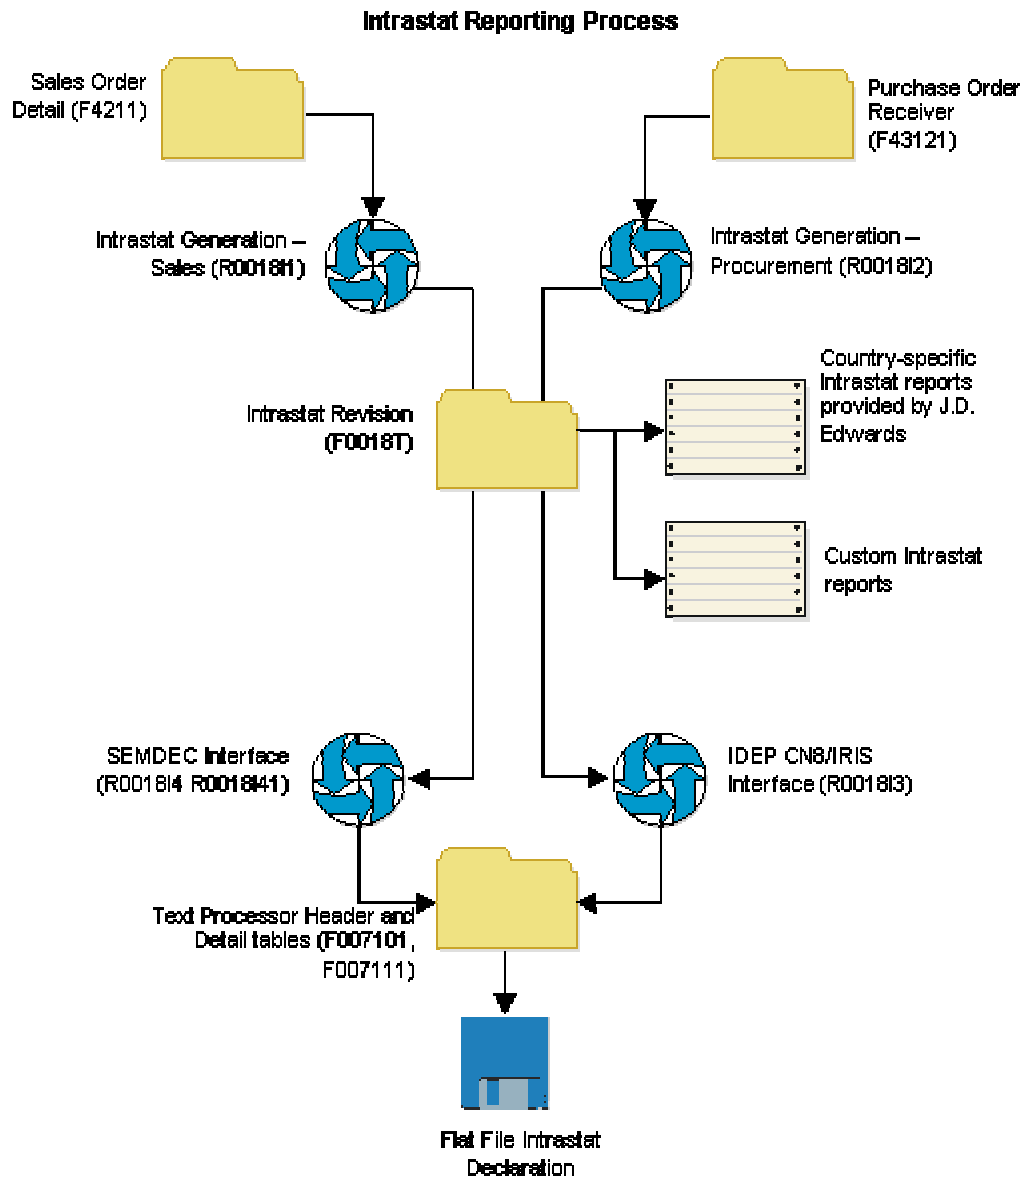 Intrastat Reporting Process
Sales Order
Detail (F4211)
Purchase Order
Receiver
(F43121)
Intrastat Generation –
Sales (R0018I1)
Intrastat Generation –
Procurement (R0018I2)
Country-specific
Intrastat reports
provided by J.D.
Edwards
Intrastat Revision
(F0018T)
Custom Intrastat
reports
SEMDEC Interface
(R0018I4 R0018I41)
IDEP CN8/IRIS
Interface (R0018I3)
Text Processor Header and
Detail tables (F007101,
F007111)
Flat File Intrastat
Declaration